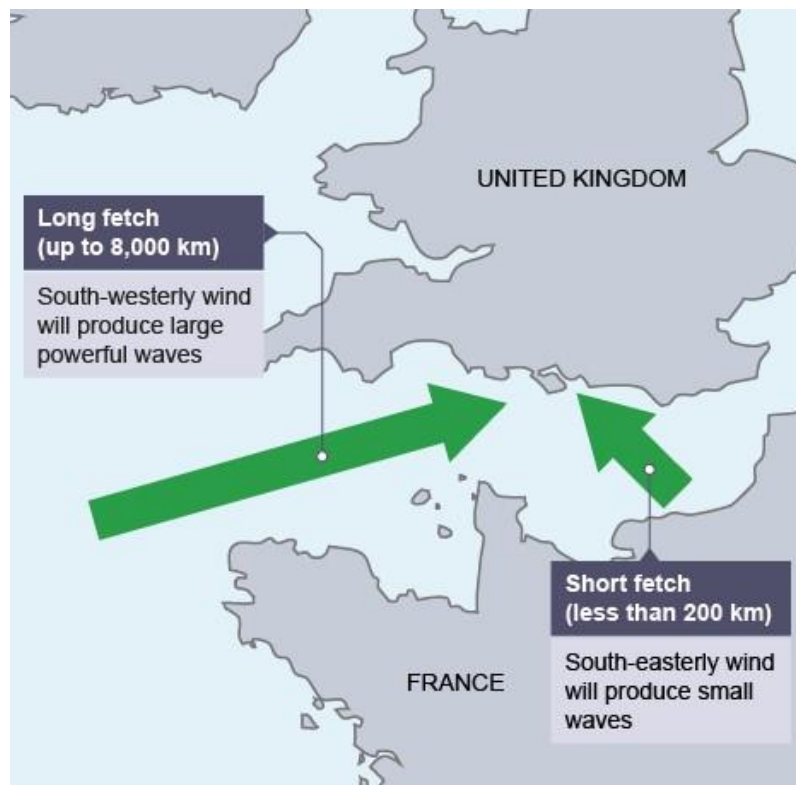 UNITED KINGDOM
Long fetch
(up to 8,000 km)
South-westerly wind
will produce large
powerful waves
Short fetch
(less than 200 km)
South-easterly wind
will produce small
waves
FRANCE